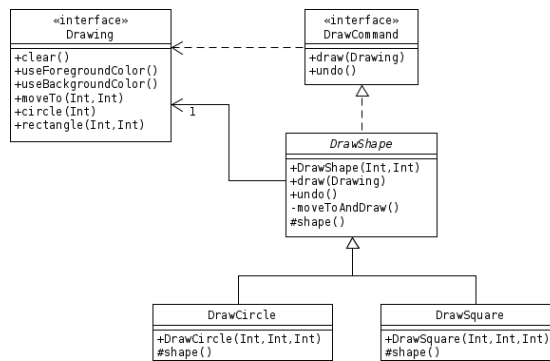 «interface»
Drawing
+clear()
+useForegroundColor()
+useBackgroundColor()
+moveTo(Int,Int)
+circle(Int)
+rectangle(Int,Int)
«interface»
DrawCommand
+draw(Drawing)
+undo()
1
DrawShape
+DrawShape(Int,Int)
+draw(Drawing)
+undo()
-moveToAndDraw()
#shape()
DrawCircle
+DrawCircle(Int,Int,Int)
#shape()
DrawSquare
+DrawSquare(Int,Int,Int)
#shape()